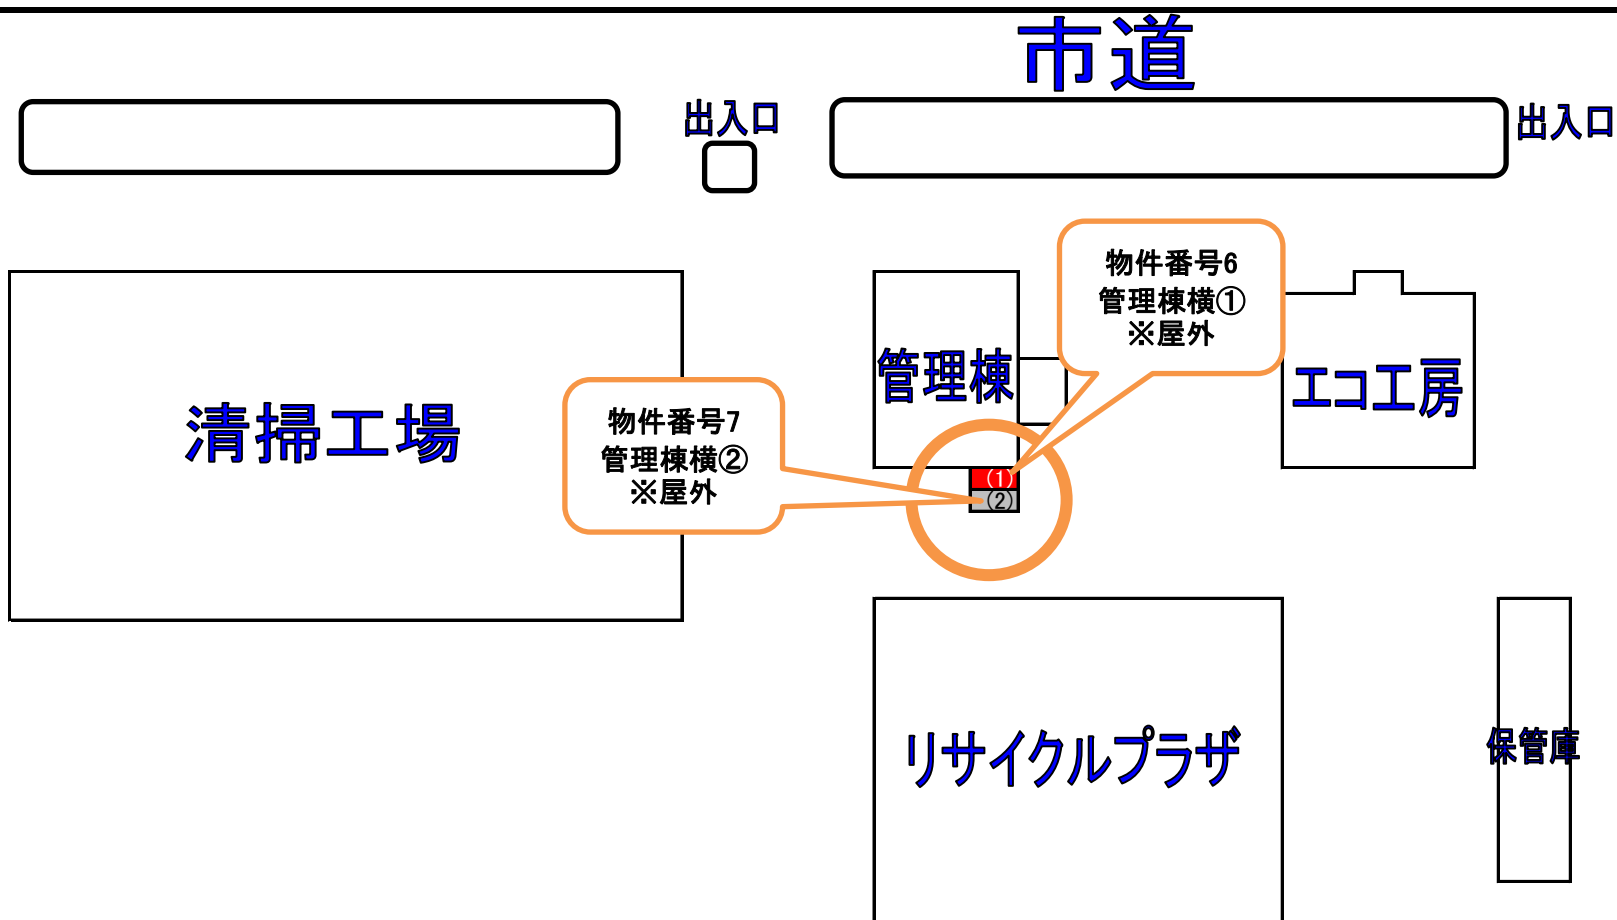 市道
出入口
出入口
物件番号6
管理棟横①
※屋外
管理棟
エコ工房
物件番号7
管理棟横②
※屋外
清掃工場
①
②
リサイクルプラザ
保管庫